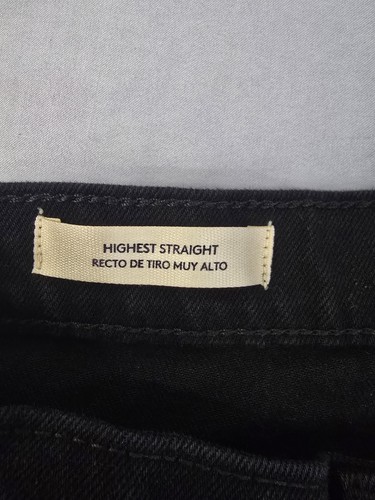 HIGHEST STRAIGHT
RECTO DE TIRO MUY ALTO